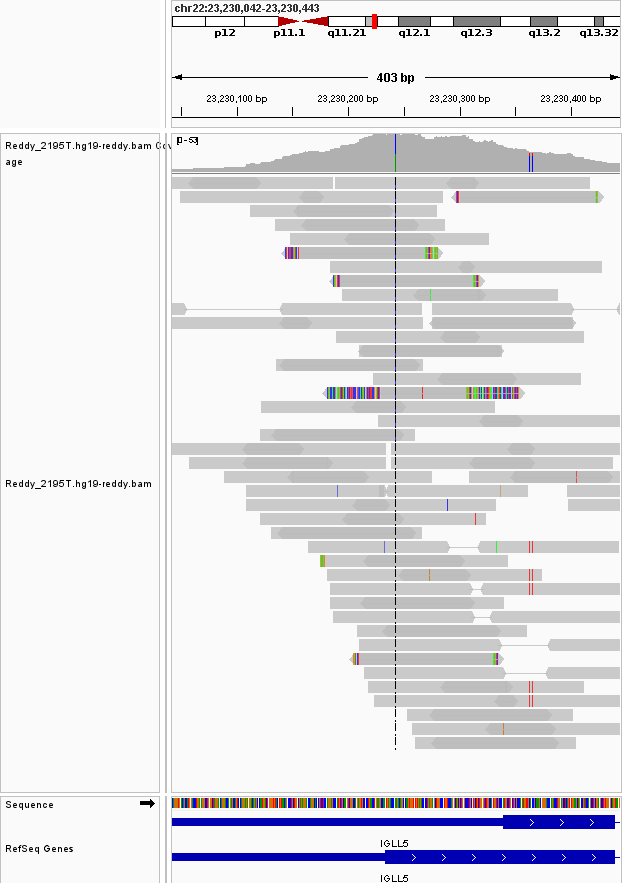 chr22:23,230,042-23,230,443
p12 p11.1 q11.21 q12.1 q12.3 q13.2 q13.32
403 bp
23,230,100 bp 23,230,200 bp 23,230,300 bp 23,230,400 bp
[0-53]
Reddy_2195T.hg19-reddy.bam Cov
age
Reddy_2195T.hg19-reddy.bam
Sequence
IGLL5
RefSeq Genes
IGLL5